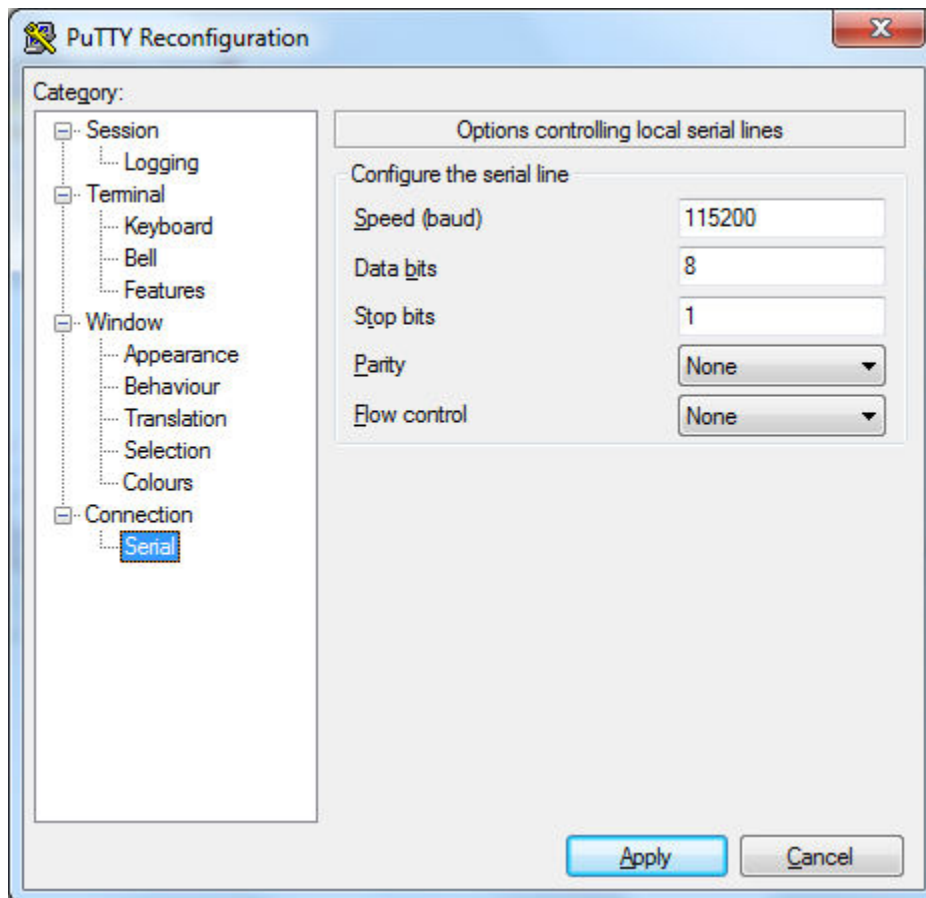 PuTTY Reconfiguration
Category:
Session
Logging
Terminal
Keyboard
Bell
Features
Window
Appearance
Behaviour
Translation
Selection
Colours
Connection
Serial
Options controlling local serial lines
Configure the serial line
Speed (baud) 115200
Data bits 8
Stop bits 1
Parity None
Flow control None
Apply Cancel